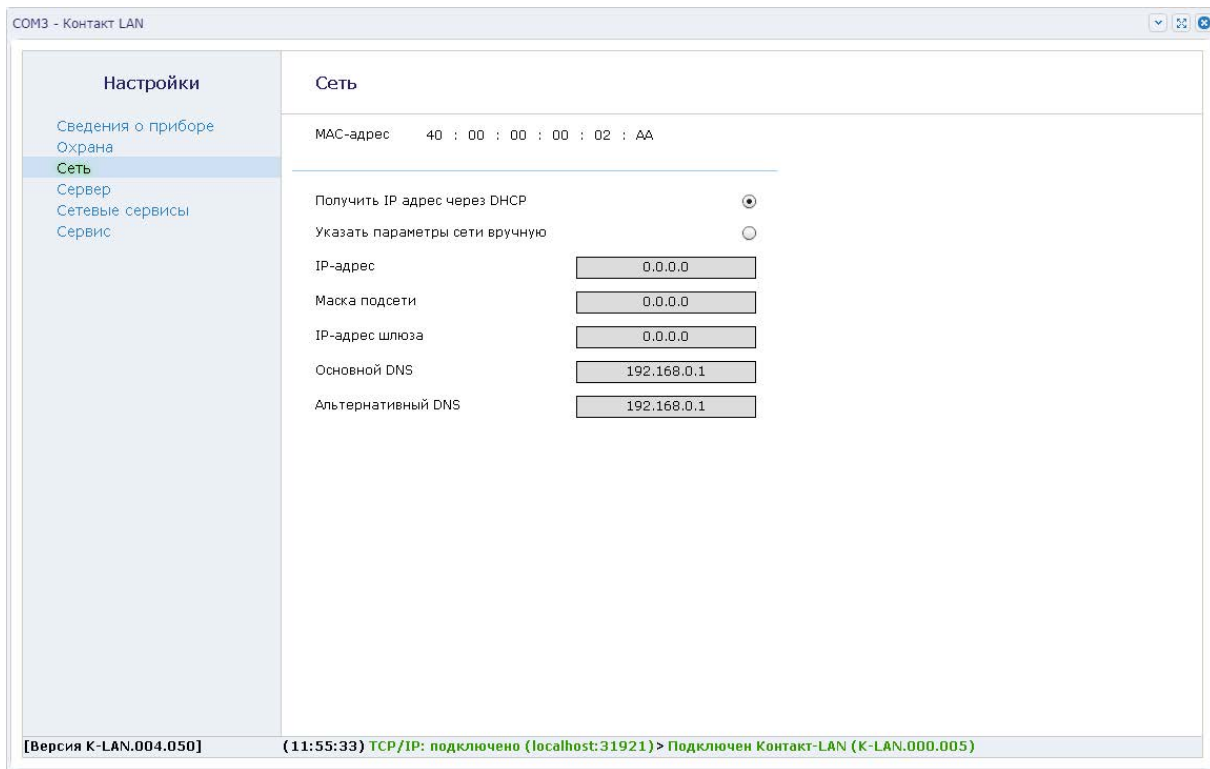 COM3 - Контакт LAN
Настройки
Сведения о приборе
Охрана
Сеть
Сервер
Сетевые сервисы
Сервис
Сеть
MAC-адрес 40 : 00 : 00 : 00 : 02 : AA
Получить IP адрес через DHCP
Указать параметры сети вручную
IP-адрес 0.0.0.0
Маска подсети 0.0.0.0
IP-адрес шлюза 0.0.0.0
Основной DNS 192.168.0.1
Альтернативный DNS 192.168.0.1
[Версия K-LAN.004.050] (11:55:33) TCP/IP: подключено (localhost:31921)> Подключен Контакт-LAN (K-LAN.000.005)